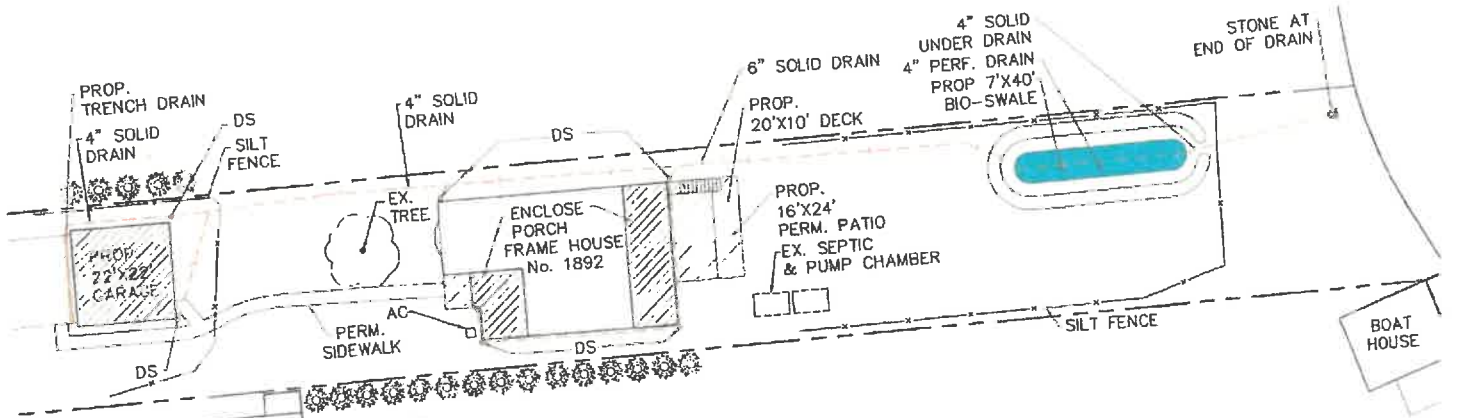 PROP.
TRENCH DRAIN
4" SOLID
DRAIN
DS
SILT
FENCE
4" SOLID
DRAIN
EX.
TREE
DS
6" SOLID DRAIN
PROP.
20'X10' DECK
4" SOLID
UNDER DRAIN
4" PERF. DRAIN
PROP 7'X40'
BIO-SWALE
STONE AT
END OF DRAIN
PROP.
22'X22'
GARAGE
ENCLOSE
PORCH
FRAME HOUSE
No. 1892
PROP.
16'X24'
PERM. PATIO
EX. SEPTIC
& PUMP CHAMBER
AC
PERM.
SIDEWALK
DS
DS
SILT FENCE
BOAT
HOUSE